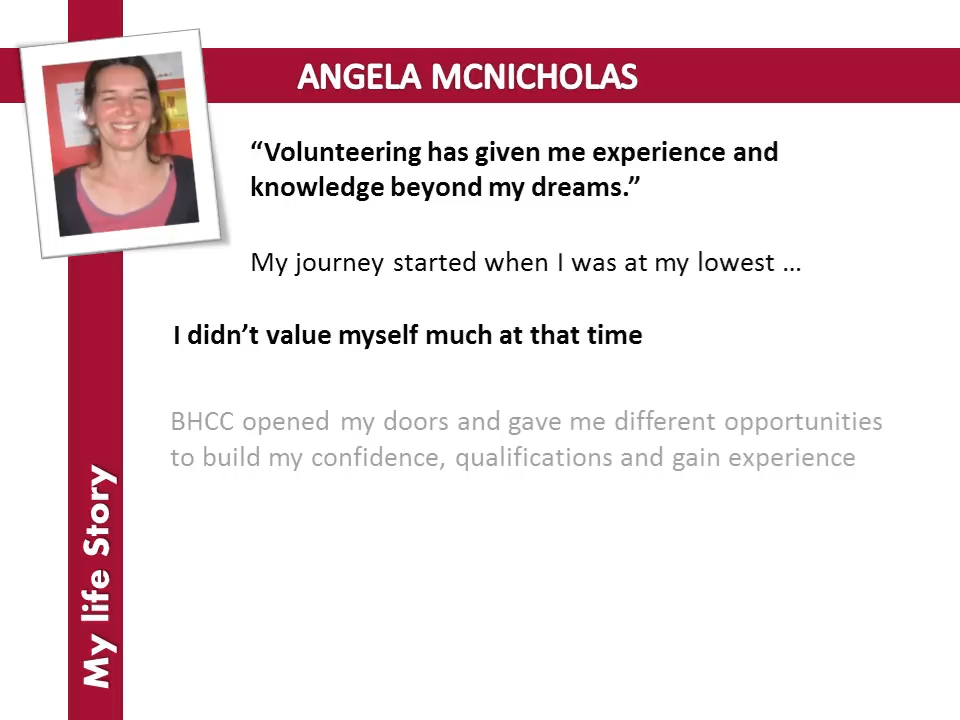 ANGELA MCNICHOLAS
“Volunteering has given me experience and
knowledge beyond my dreams.”
My journey started when I was at my lowest …
I didn’t value myself much at that time
BHCC opened my doors and gave me different opportunities
to build my confidence, qualifications and gain experience
My life Story